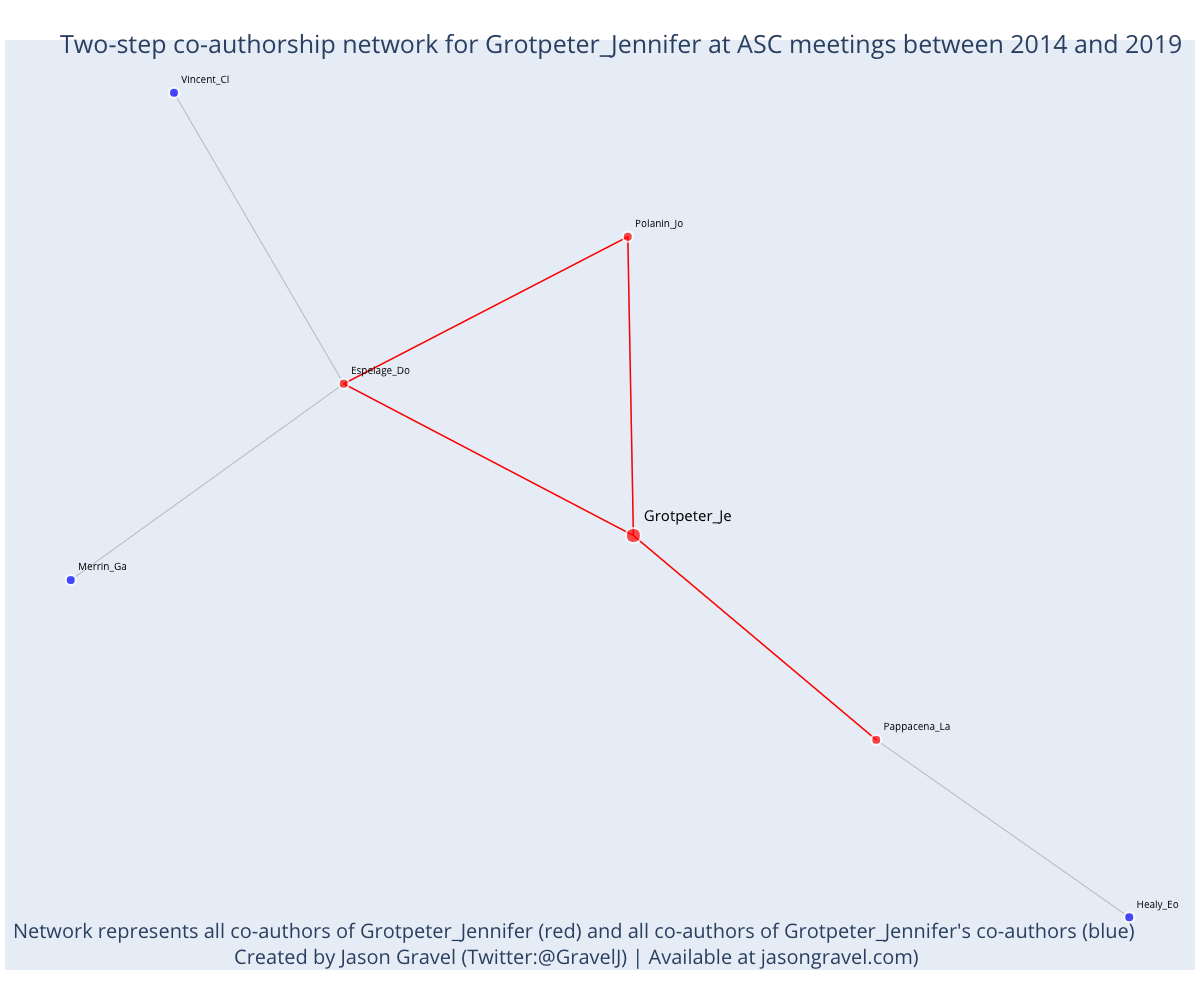 Two-step co-authorship network for Grotpeter_Jennifer at ASC meetings between 2014 and 2019
Vincent_Cl
Polanin_Jo
Espelage_Do
Grotpeter_Je
Merrin_Ga
Pappacena_La
Healy_Eo
Network represents all co-authors of Grotpeter_Jennifer (red) and all co-authors of Grotpeter_Jennifer's co-authors (blue)
Created by Jason Gravel (Twitter:@GravelJ) | Available at jasongravel.com)